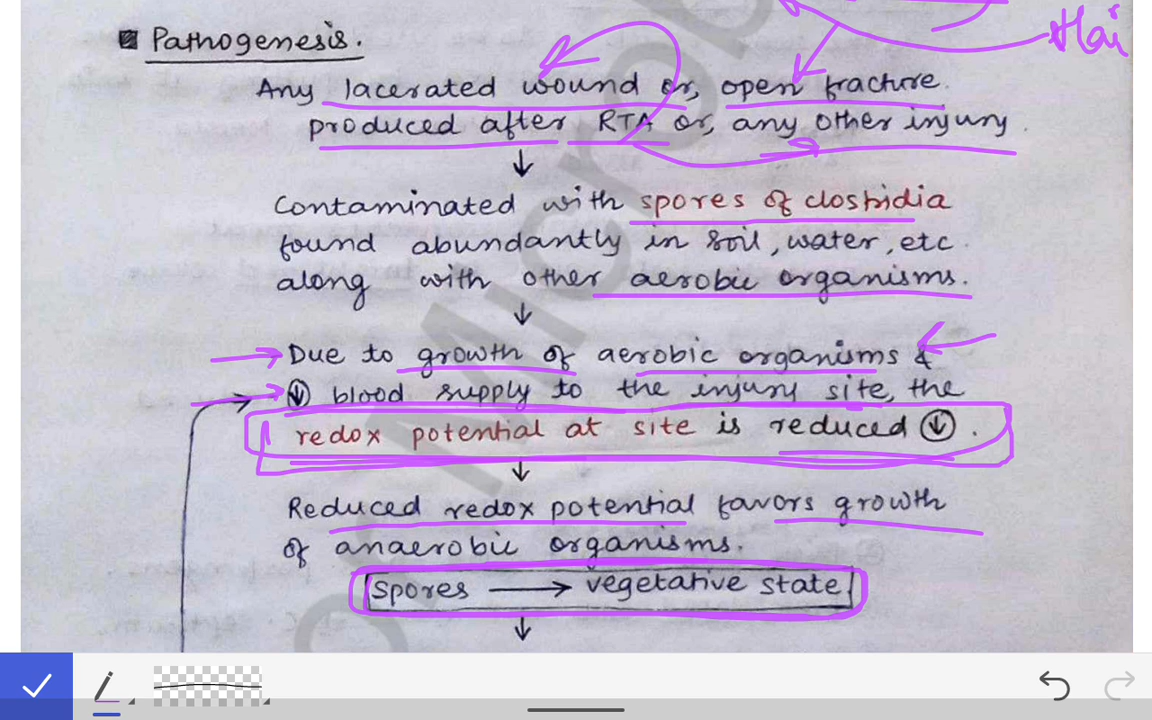 Pathogenesis.
Hai
Any lacerated wound or, open fracture
produced after RTA or, any other injury.
↓
Contaminated with spores of clostridia
found abundantly in soil, water, etc.
along with other aerobic organisms.
↓
Due to growth of aerobic organisms &
↓ blood supply to the injury site, the
redox potential at site is reduced ↓.
↓
Reduced redox potential favors growth
of anaerobic organisms.
Spores → vegetative state
↓